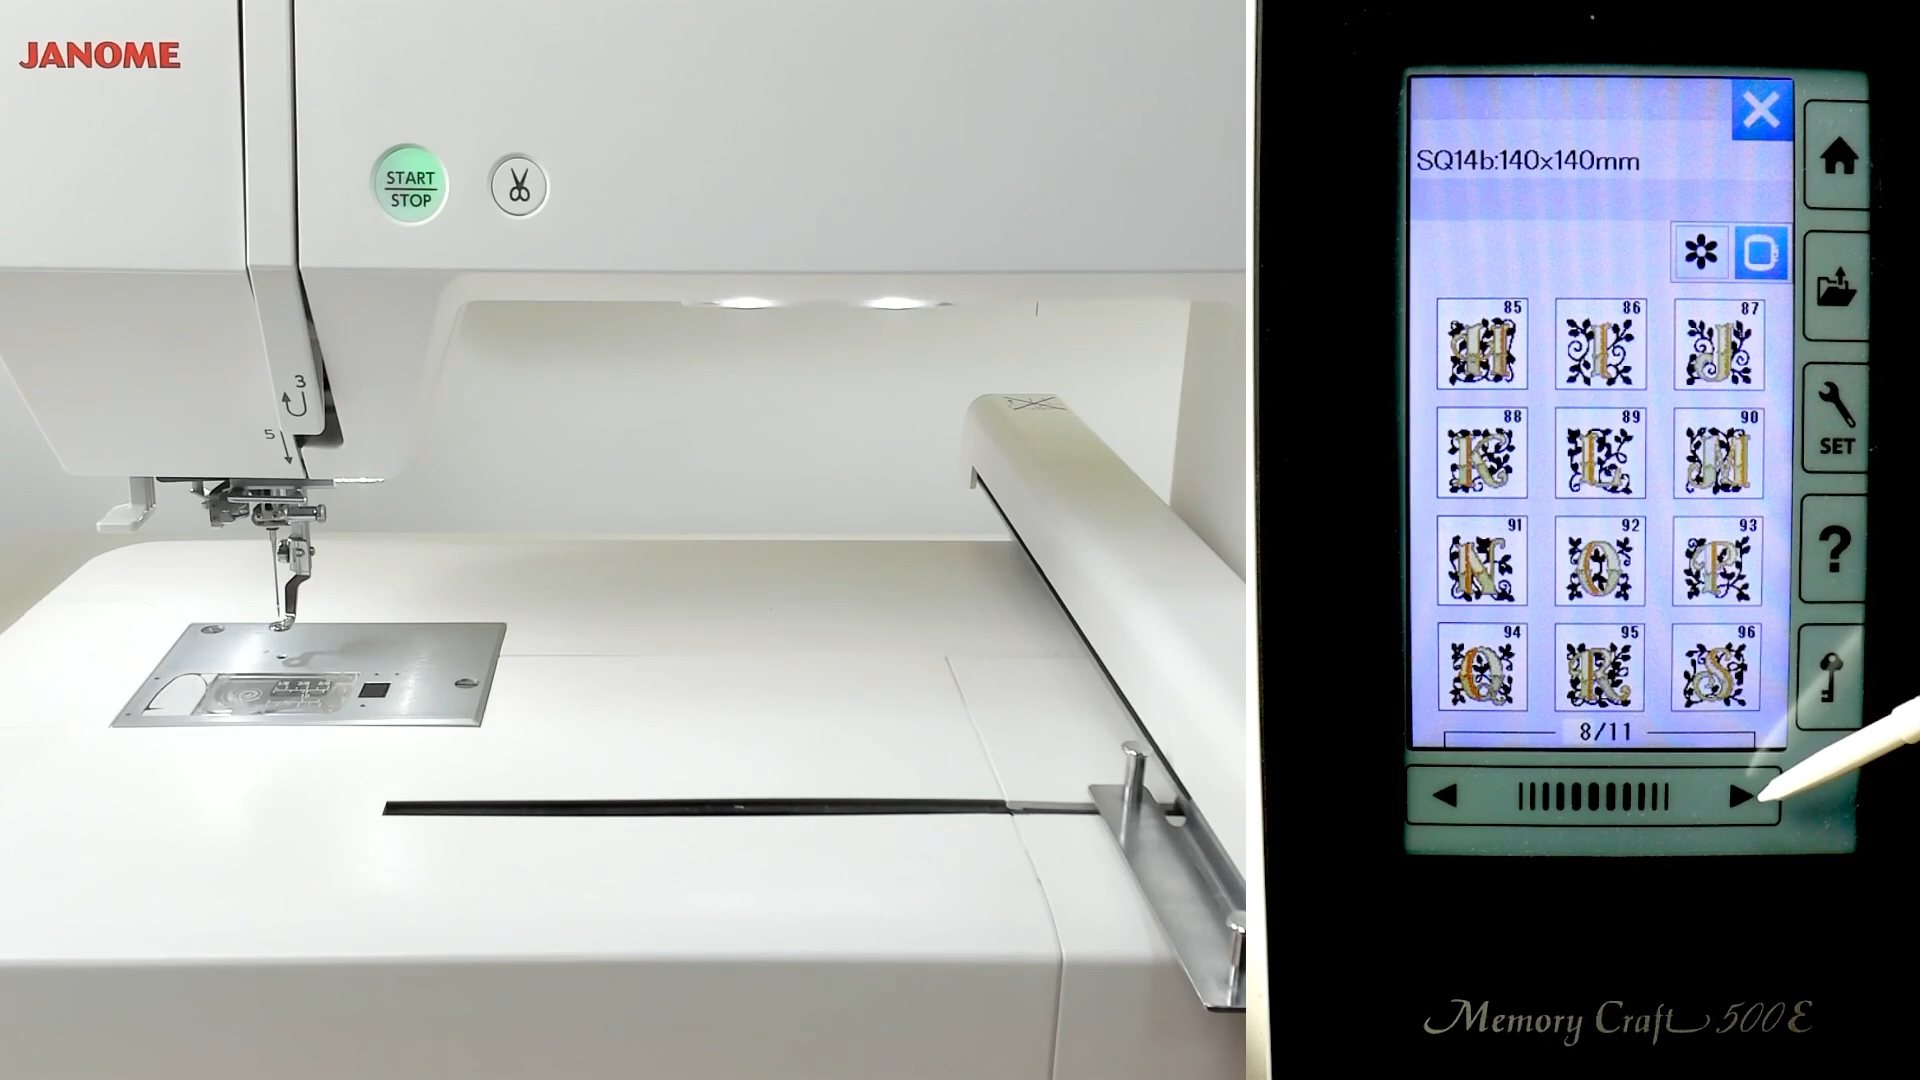 JANOME
START
STOP
3
5
SQ14b:140x140mm
85 86 87
H I J
88 89 90
K L M
91 92 93
N O P
94 95 96
Q R S
8/11
SET
?
Memory Craft 500E